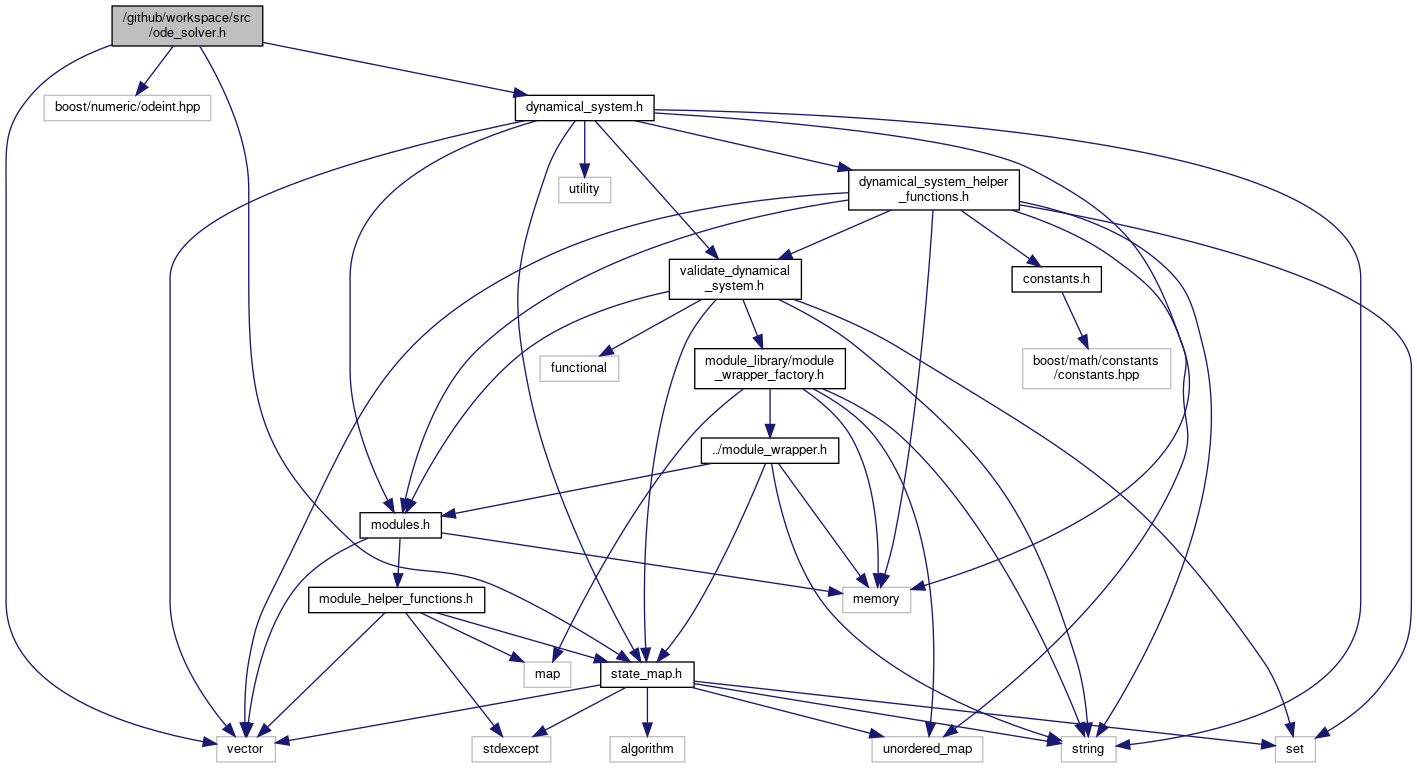 /github/workspace/src
/ode_solver.h
boost/numeric/odeint.hpp
dynamical_system.h
utility
dynamical_system_helper
_functions.h
validate_dynamical
_system.h
constants.h
functional
module_library/module
_wrapper_factory.h
boost/math/constants
/constants.hpp
../module_wrapper.h
modules.h
module_helper_functions.h
memory
map
state_map.h
vector
stdexcept
algorithm
unordered_map
string
set